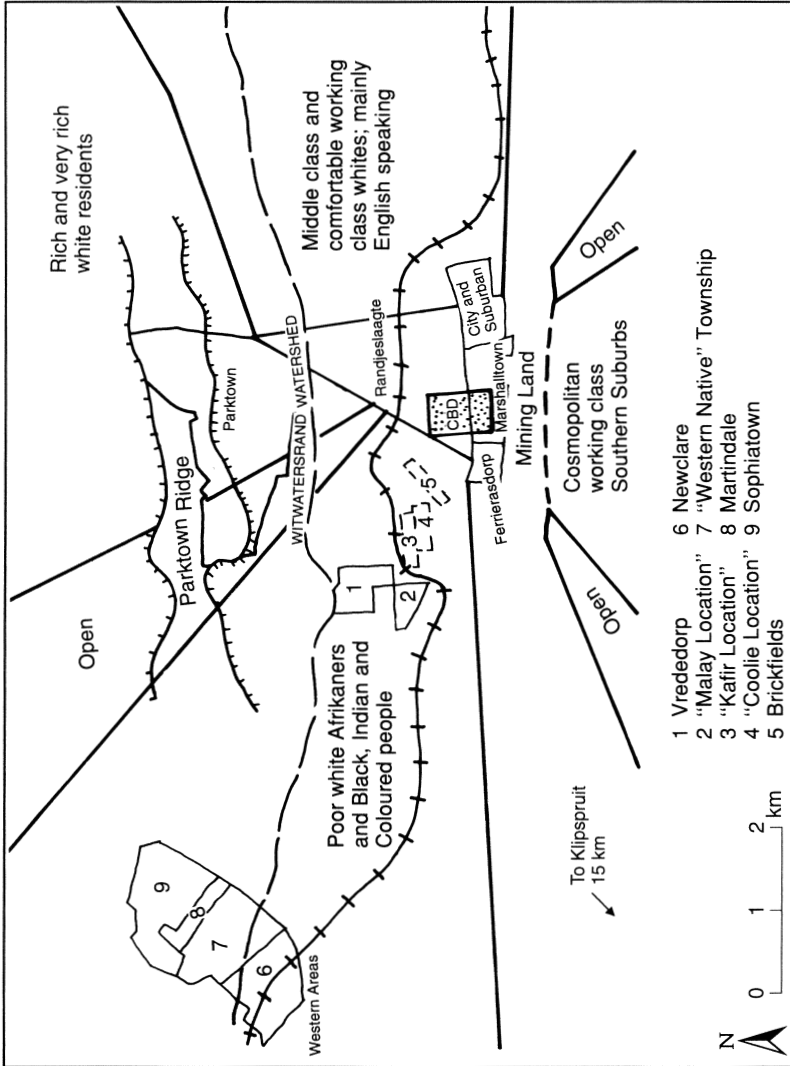 Rich and very rich
white residents
Open
Parktown Ridge
Parktown
WITWATERSRAND WATERSHED
Middle class and
comfortable working
class whites; mainly
English speaking
Randjeslaagte
9
8
7
6
Western Areas
Poor white Afrikaners
and Black, Indian and
Coloured people
1
2
3
4
5
CBD
City and
Suburban
Ferrierasdorp
Marshalltown
Mining Land
Cosmopolitan
working class
Southern Suburbs
Open
Open
To Klipspruit
15 km
N
0 1 2
km
1 Vrededorp
2 "Malay Location"
3 "Kafir Location"
4 "Coolie Location"
5 Brickfields
6 Newclare
7 "Western Native" Township
8 Martindale
9 Sophiatown